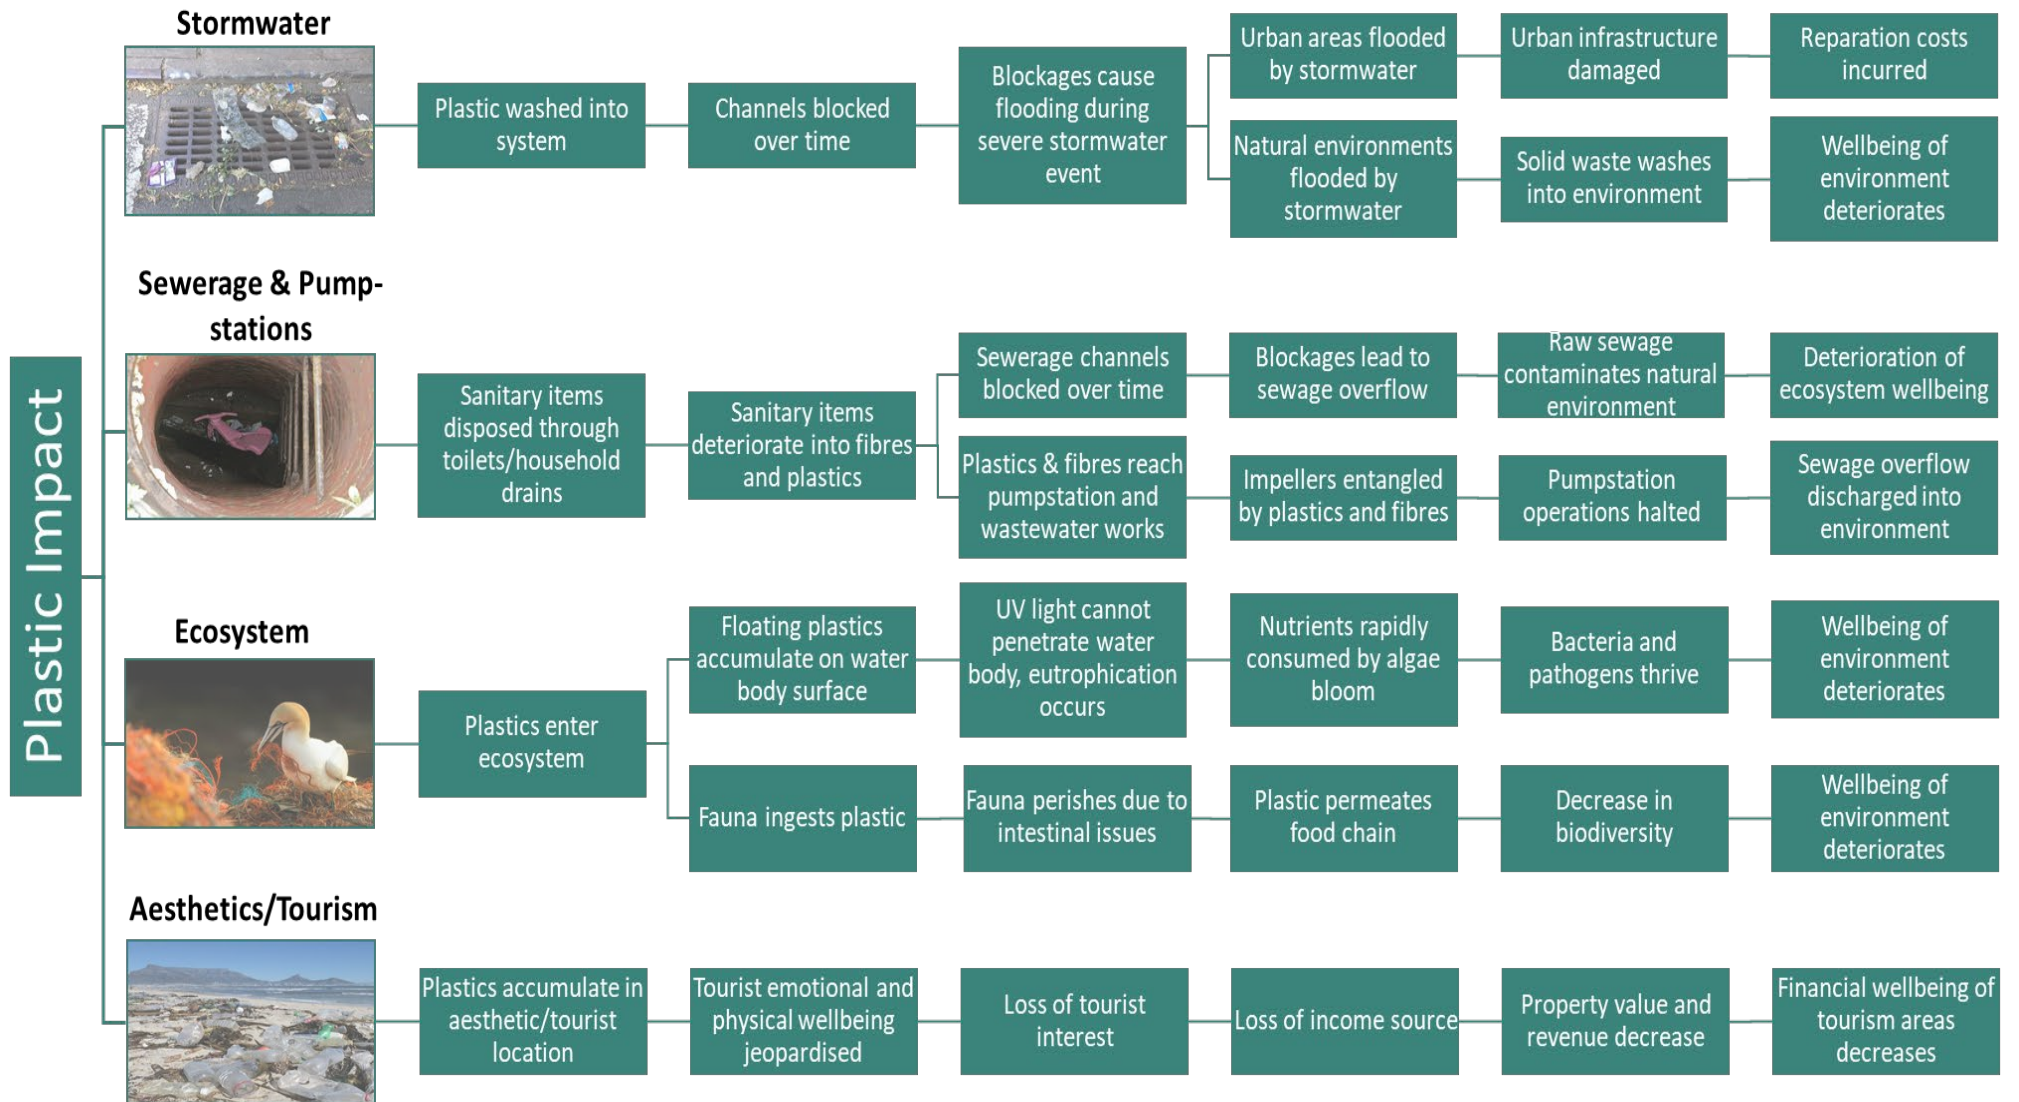 Plastic Impact
Stormwater
Plastic washed into
system
Channels blocked
over time
Blockages cause
flooding during
severe stormwater
event
Urban areas flooded
by stormwater
Urban infrastructure
damaged
Reparation costs
incurred
Natural environments
flooded by
stormwater
Solid waste washes
into environment
Wellbeing of
environment
deteriorates
Sewerage & Pump-
stations
Sanitary items
disposed through
toilets/household
drains
Sanitary items
deteriorate into fibres
and plastics
Sewerage channels
blocked over time
Blockages lead to
sewage overflow
Raw sewage
contaminates natural
environment
Deterioration of
ecosystem wellbeing
Plastics & fibres reach
pumpstation and
wastewater works
Impellers entangled
by plastics and fibres
Pumpstation
operations halted
Sewage overflow
discharged into
environment
Ecosystem
Plastics enter
ecosystem
Floating plastics
accumulate on water
body surface
UV light cannot
penetrate water
body, eutrophication
occurs
Nutrients rapidly
consumed by algae
bloom
Bacteria and
pathogens thrive
Wellbeing of
environment
deteriorates
Fauna ingests plastic
Fauna perishes due to
intestinal issues
Plastic permeates
food chain
Decrease in
biodiversity
Wellbeing of
environment
deteriorates
Aesthetics/Tourism
Plastics accumulate in
aesthetic/tourist
location
Tourist emotional and
physical wellbeing
jeopardised
Loss of tourist
interest
Loss of income source
Property value and
revenue decrease
Financial wellbeing of
tourism areas
decreases